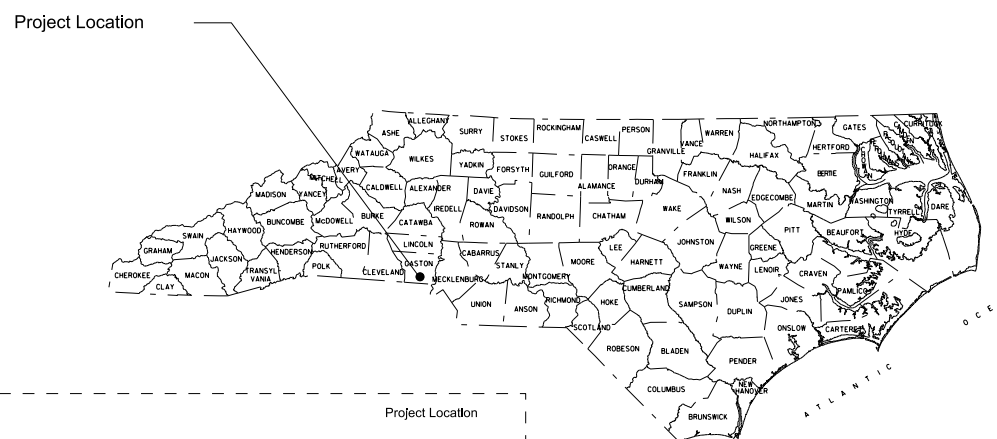 Project Location
ALLEGHANY
ASHE
SURRY
STOKES
ROCKINGHAM
CASWELL
PERSON
GRANVILLE
VANCE
WARREN
NORTHAMPTON
GATES
CURRITUCK
HERTFORD
HALIFAX
WATAUGA
WILKES
YADKIN
FORSYTH
GUILFORD
ALAMANCE
ORANGE
DURHAM
FRANKLIN
NASH
EDGECOMBE
BERTIE
MARTIN
WASHINGTON
TYRRELL
DARE
AVERY
MITCHELL
YANCEY
MADISON
CALDWELL
ALEXANDER
IREDELL
DAVIE
DAVIDSON
RANDOLPH
CHATHAM
WAKE
WILSON
PITT
BEAUFORT
HYDE
BUNCOMBE
McDOWELL
BURKE
CATAWBA
ROWAN
SWAIN
HAYWOOD
GRAHAM
JACKSON
HENDERSON
RUTHERFORD
LINCOLN
CABARRUS
STANLY
MOORE
LEE
HARNETT
JOHNSTON
GREENE
WAYNE
LENOIR
CRAVEN
PAMLICO
CHEROKEE
CLAY
MACON
TRANSYL
VANIA
POLK
CLEVELAND
GASTON
MECKLENBURG
MONTGOMERY
UNION
ANSON
RICHMOND
SCOTLAND
HOKE
CUMBERLAND
SAMPSON
DUPLIN
JONES
ONSLOW
CARTERET
ROBESON
BLADEN
PENDER
COLUMBUS
NEW
HANOVER
BRUNSWICK
ATLANTIC
OCE
Project Location